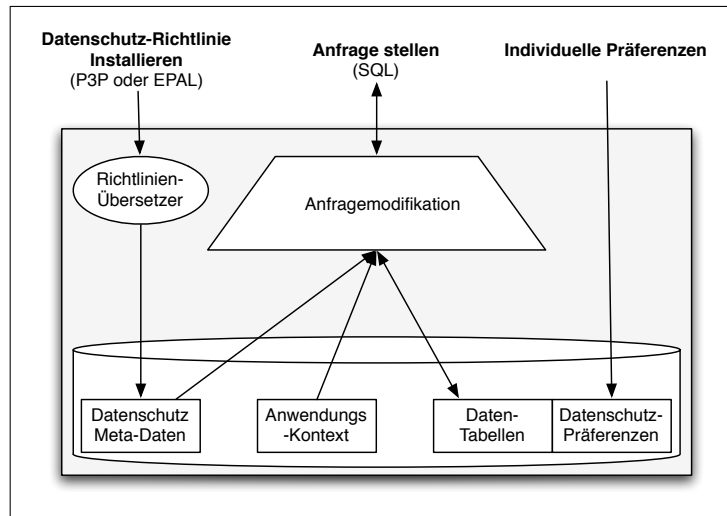 Datenschutz-Richtlinie
Installieren
(P3P oder EPAL)
Anfrage stellen
(SQL)
Individuelle Präferenzen
Richtlinien-
Übersetzer
Anfragemodifikation
Datenschutz
Meta-Daten
Anwendungs
-Kontext
Daten-
Tabellen
Datenschutz-
Präferenzen